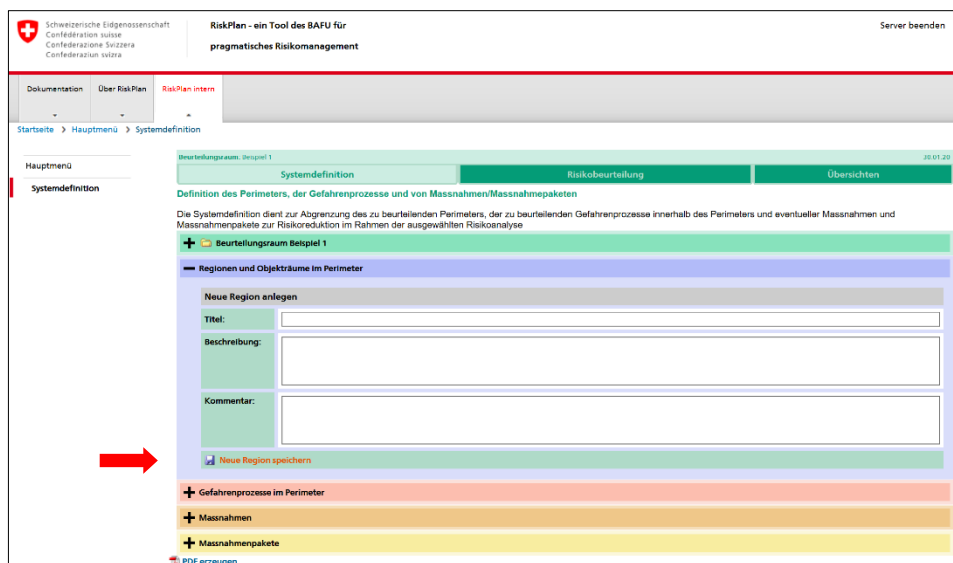 Schweizerische Eidgenossenschaft
Confédération suisse
Confederazione Svizzera
Confederaziun svizra
RiskPlan - ein Tool des BAFU für
pragmatisches Risikomanagement
Server beenden
Dokumentation
Über RiskPlan
RiskPlan intern
Startseite > Hauptmenü > Systemdefinition
Hauptmenü
Systemdefinition
Beurteilungsraum: Beispiel 1
30.01.20
Systemdefinition
Risikobeurteilung
Übersichten
Definition des Perimeters, der Gefahrenprozesse und von Massnahmen/Massnahmepaketen
Die Systemdefinition dient zur Abgrenzung des zu beurteilenden Perimeters, der zu beurteilenden Gefahrenprozesse innerhalb des Perimeters und eventueller Massnahmen und
Massnahmenpakete zur Risikoreduktion im Rahmen der ausgewählten Risikoanalyse
Beurteilungsraum Beispiel 1
Regionen und Objekträume im Perimeter
Neue Region anlegen
Titel:
Beschreibung:
Kommentar:
Neue Region speichern
Gefahrenprozesse im Perimeter
Massnahmen
Massnahmenpakete
PDF erzeugen